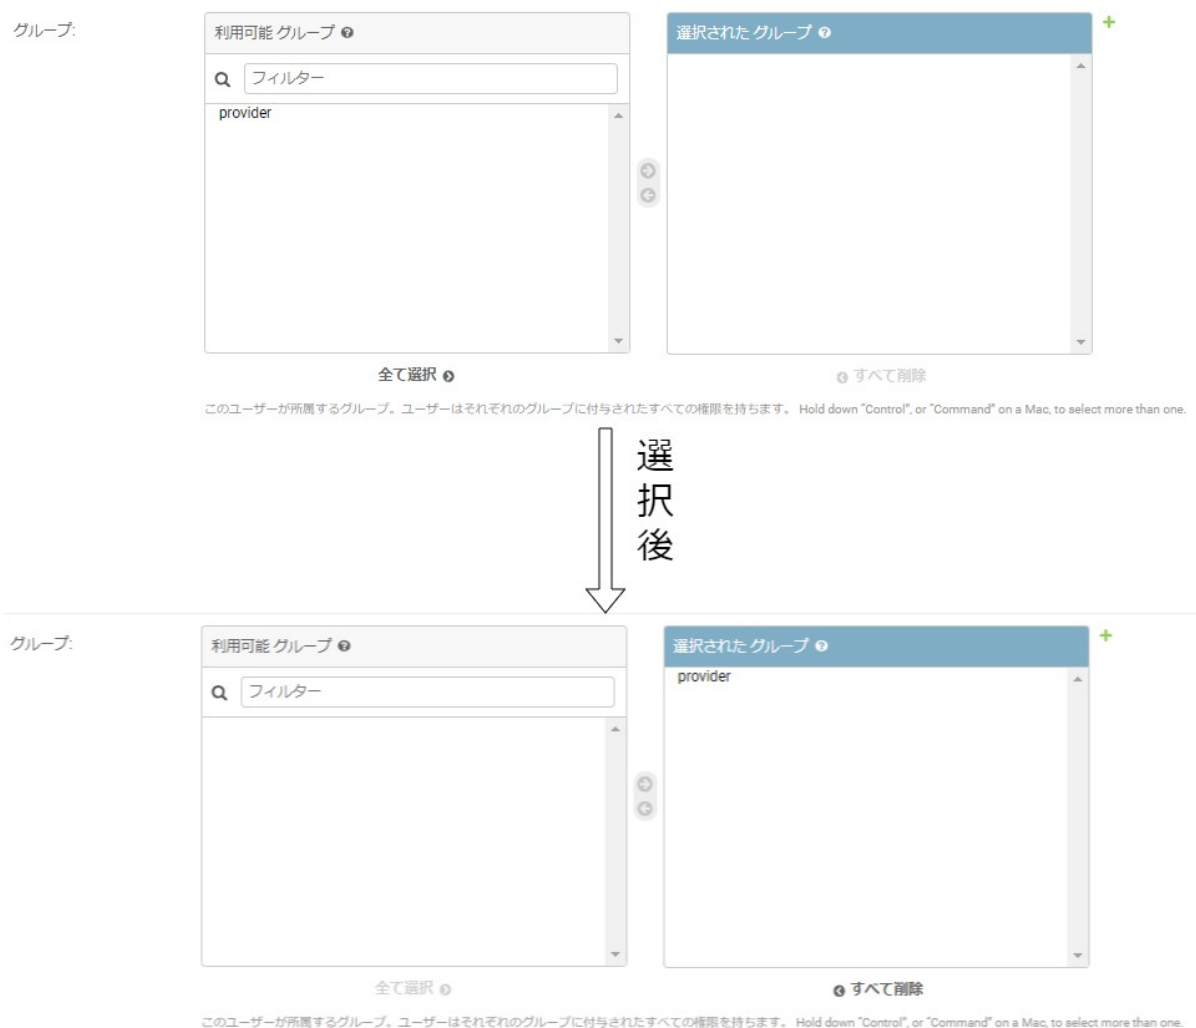 グループ:
利用可能 グループ
選択された グループ
フィルター
provider
全て選択
すべて削除
このユーザーが所属するグループ。ユーザーはそれぞれのグループに付与されたすべての権限を持ちます。 Hold down “Control”, or “Command” on a Mac, to select more than one.
選択後
グループ:
利用可能 グループ
選択された グループ
フィルター
provider
全て選択
すべて削除
このユーザーが所属するグループ。ユーザーはそれぞれのグループに付与されたすべての権限を持ちます。 Hold down “Control”, or “Command” on a Mac, to select more than one.